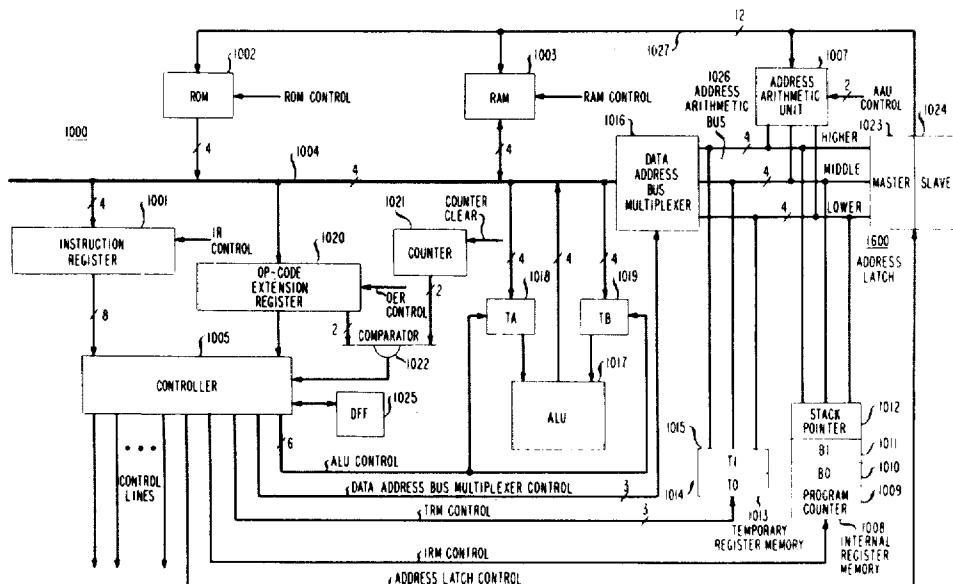 12
1002
1003
1027
1007
ROM
ROM CONTROL
RAM
RAM CONTROL
1026
ADDRESS
ARITHMETIC
BUS
ADDRESS
ARITHMETIC
UNIT
2
AAU
CONTROL
1024
1023
1000
1016
4
4
4
HIGHER
1004
4
DATA
ADDRESS
BUS
MULTIPLEXER
4
MIDDLE
MASTER
SLAVE
4
LOWER
4
1001
1021
COUNTER
CLEAR
1600
ADDRESS
LATCH
INSTRUCTION
REGISTER
IR
CONTROL
1020
COUNTER
4
4
4
1018
1019
OP-CODE
EXTENSION
REGISTER
OER
CONTROL
2
2
TA
TB
8
COMPARATOR
1005
1022
1017
CONTROLLER
DFF
1025
ALU
STACK
POINTER
1012
6
1015
B1
1011
ALU CONTROL
T1
B0
1010
CONTROL
LINES
DATA ADDRESS BUS MULTIPLEXER CONTROL
3
1014
T0
PROGRAM
COUNTER
1009
TRM CONTROL
3
1013
TEMPORARY
REGISTER MEMORY
1008
INTERNAL
REGISTER
MEMORY
IRM CONTROL
ADDRESS LATCH CONTROL